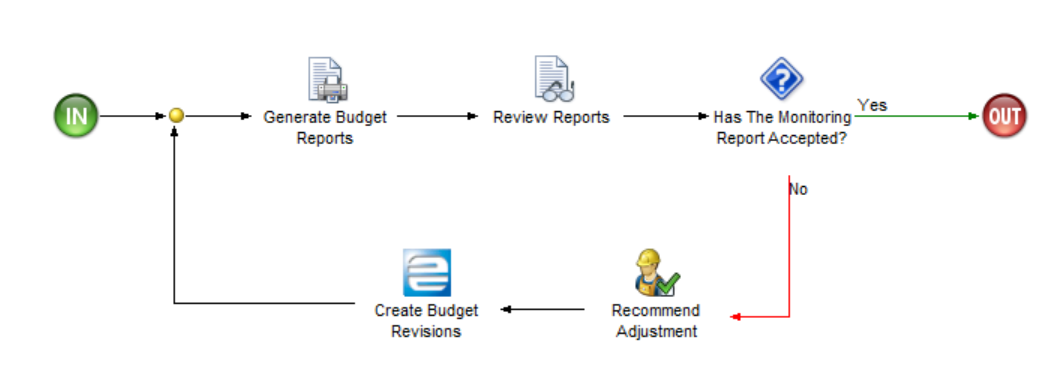 IN
Generate Budget
Reports
Review Reports
Has The Monitoring
Report Accepted?
Yes
OUT
No
Create Budget
Revisions
Recommend
Adjustment